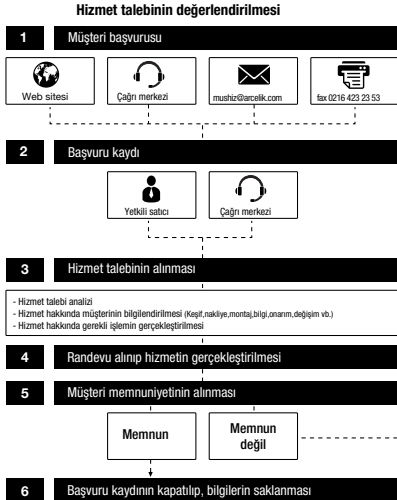 Hizmet talebinin değerlendirilmesi
1 Müşteri başvurusu
Web sitesi
Çağrı merkezi
mushiz@arcelik.com
fax 0216 423 23 53
2 Başvuru kaydı
Yetkili satıcı
Çağrı merkezi
3 Hizmet talebinin alınması
- Hizmet talebi analizi
- Hizmet hakkında müşterinin bilgilendirilmesi (Keşif,nakliye,montaj,bilgi,onarım,değişim vb.)
- Hizmet hakkında gerekli işlemin gerçekleştirilmesi
4 Randevu alınıp hizmetin gerçekleştirilmesi
5 Müşteri memnuniyetinin alınması
Memnun
Memnun
değil
6 Başvuru kaydının kapatılıp, bilgilerin saklanması